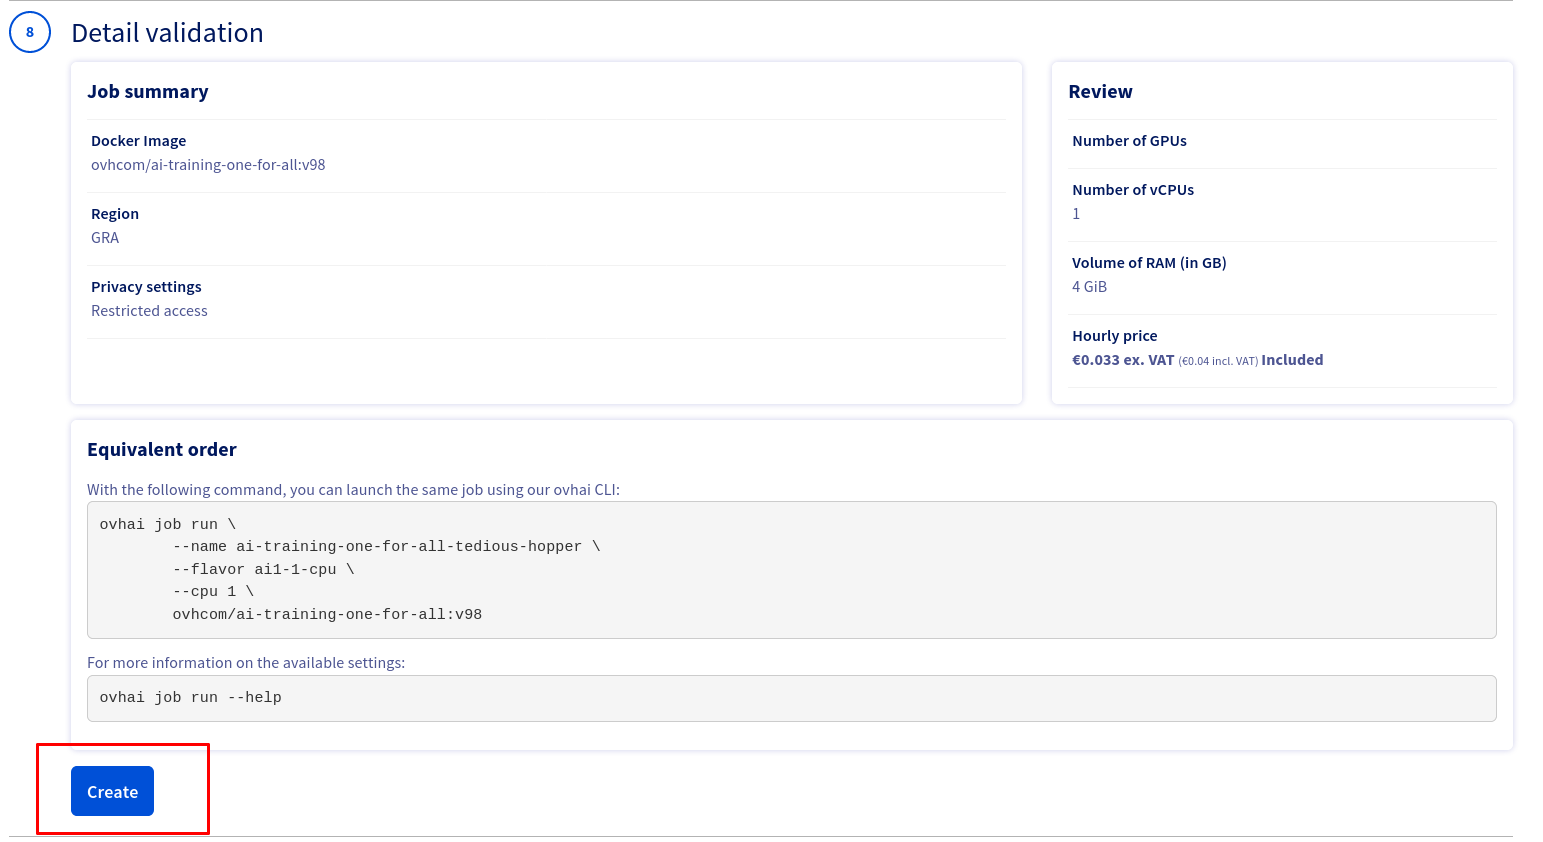 8
Detail validation
Job summary
Docker Image
ovhcom/ai-training-one-for-all:v98
Region
GRA
Privacy settings
Restricted access
Review
Number of GPUs
Number of vCPUs
1
Volume of RAM (in GB)
4 GiB
Hourly price
€0.033 ex. VAT (€0.04 incl. VAT) Included
Equivalent order
With the following command, you can launch the same job using our ovhai CLI:
ovhai job run \
--name ai-training-one-for-all-tedious-hopper \
--flavor ai1-1-cpu \
--cpu 1 \
ovhcom/ai-training-one-for-all:v98
For more information on the available settings:
ovhai job run --help
Create